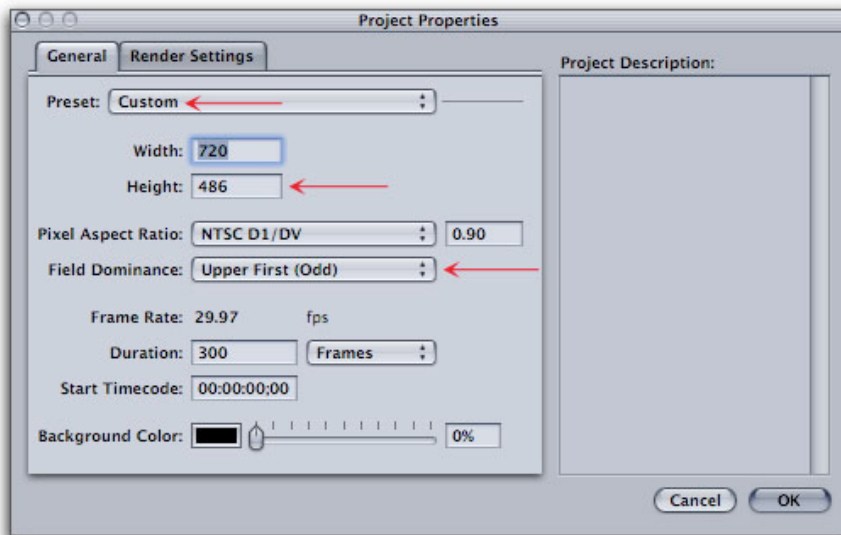 Project Properties
General Render Settings
Project Description:
Preset: Custom
Width: 720
Height: 486
Pixel Aspect Ratio: NTSC D1/DV 0.90
Field Dominance: Upper First (Odd)
Frame Rate: 29.97 fps
Duration: 300 Frames
Start Timecode: 00:00:00;00
Background Color: 0%
Cancel OK